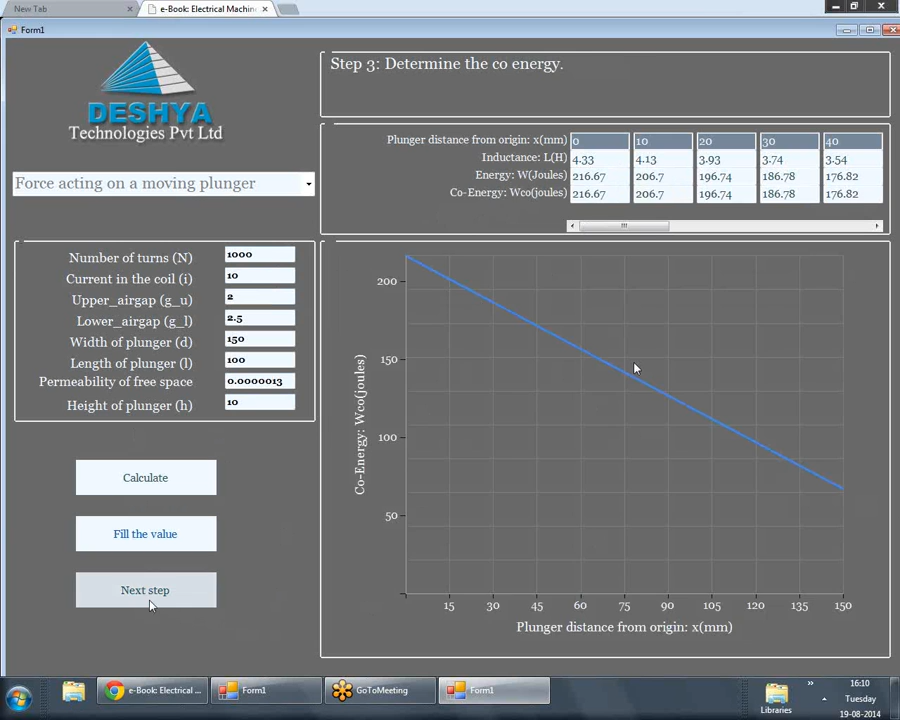 New Tab
e-Book: Electrical Machin
Form1
DESHYA
Technologies Pvt Ltd
Force acting on a moving plunger
Number of turns (N) 1000
Current in the coil (i) 10
Upper_airgap (g_u) 2
Lower_airgap (g_l) 2.5
Width of plunger (d) 150
Length of plunger (l) 100
Permeability of free space 0.0000013
Height of plunger (h) 10
Calculate
Fill the value
Next step
Step 3: Determine the co energy.
Plunger distance from origin: x(mm) 0 10 20 30 40
Inductance: L(H) 4.33 4.13 3.93 3.74 3.54
Energy: W(Joules) 216.67 206.7 196.74 186.78 176.82
Co-Energy: Wco(joules) 216.67 206.7 196.74 186.78 176.82
Co-Energy: Wco(joules)
200
150
100
50
15 30 45 60 75 90 105 120 135 150
Plunger distance from origin: x(mm)
e-Book: Electrical ...
Form1
GoToMeeting
Form1
Libraries
»
16:10
Tuesday
19-08-2014